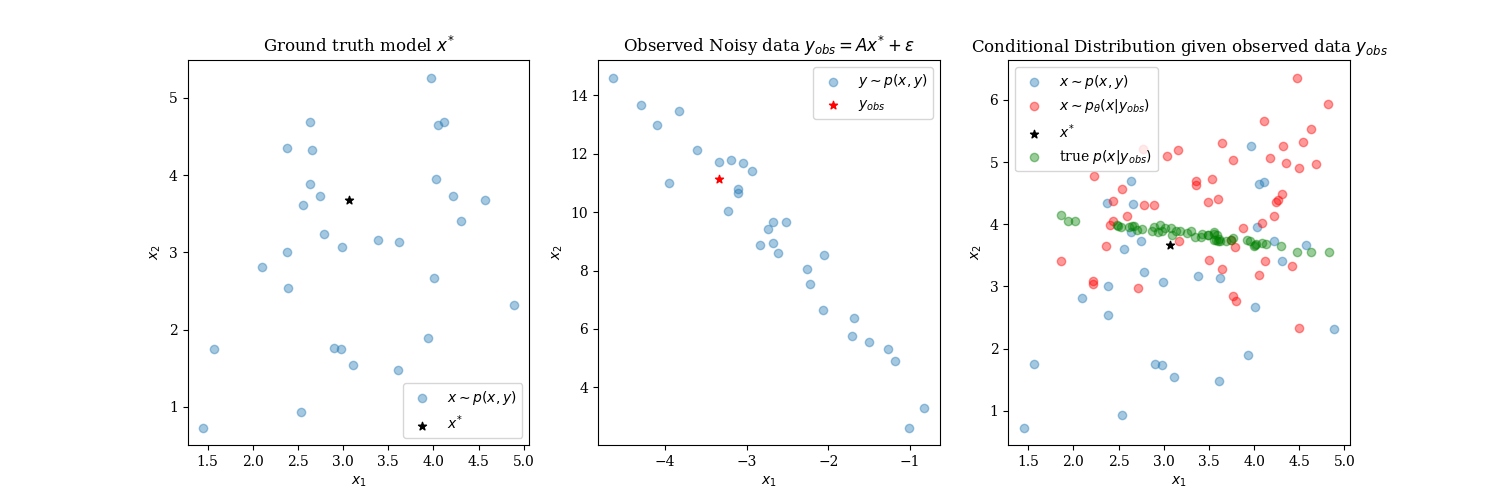 Ground truth model x*
Observed Noisy data y_obs = Ax* + ε
Conditional Distribution given observed data y_obs
x ~ p(x, y)
x*
y ~ p(x, y)
y_obs
x ~ p(x, y)
x ~ p_θ(x|y_obs)
x*
true p(x|y_obs)
x₂
5
4
3
2
1
1.5 2.0 2.5 3.0 3.5 4.0 4.5 5.0
x₁
x₂
14
12
10
8
6
4
−4 −3 −2 −1
x₁
x₂
6
5
4
3
2
1
1.5 2.0 2.5 3.0 3.5 4.0 4.5 5.0
x₁